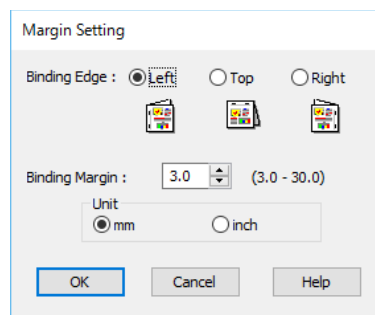 Margin Setting
Binding Edge : Left Top Right
Binding Margin : 3.0 (3.0 - 30.0)
Unit
mm inch
OK Cancel Help